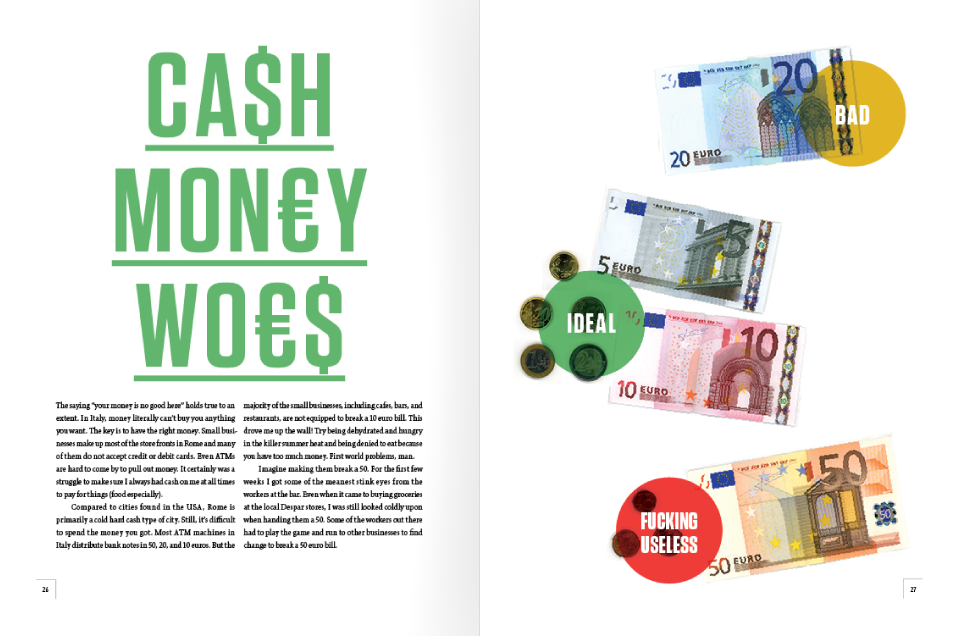 CA$H
MON€Y
WO€$
The saying "your money is no good here" holds true to an
extent. In Italy, money literally can't buy you anything
you want. The key is to have the right money. Small busi-
nesses make up most of the store fronts in Rome and many
of them do not accept credit or debit cards. Even ATMs
are hard to come by to pull out money. It certainly was a
struggle to make sure I always had cash on me at all times
to pay for things (food especially).
Compared to cities found in the USA, Rome is
primarily a cold hard cash type of city. Still, it's difficult
to spend the money you got. Most ATM machines in
Italy distribute bank notes in 50, 20, and 10 euros. But the
majority of the small businesses, including cafes, bars, and
restaurants, are not equipped to break a 10 euro bill. This
drove me up the wall! Try being dehydrated and hungry
in the killer summer heat and being denied to eat because
you have too much money. First world problems, man.
Imagine making them break a 50. For the first few
weeks I got some of the meanest stink eyes from the
workers at the bar. Even when it came to buying groceries
at the local Despar stores, I was still looked coldly upon
when handing them a 50. Some of the workers out there
had to play the game and run to other businesses to find
change to break a 50 euro bill.
26
20
BAD
20 EURO
5
5 EURO
IDEAL
10
10 EURO
50
50
FUCKING
USELESS
50 EURO
27